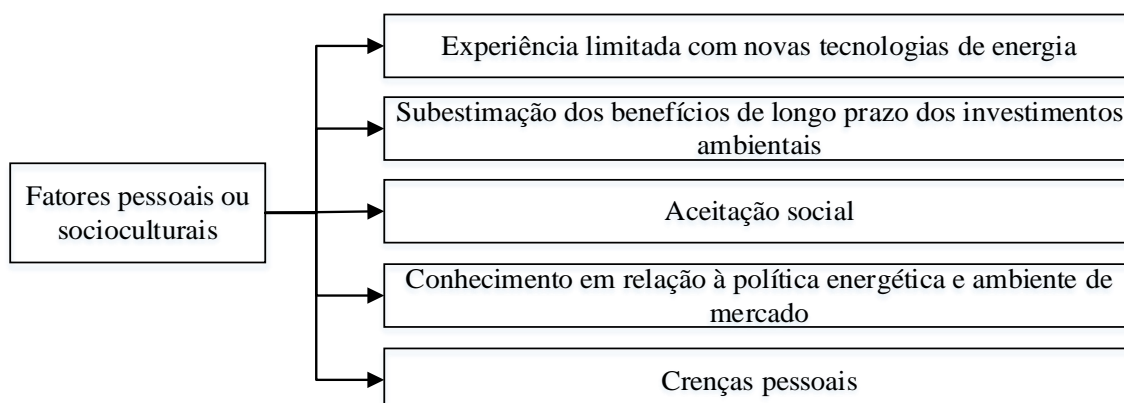 Experiência limitada com novas tecnologias de energia
Subestimação dos benefícios de longo prazo dos investimentos
ambientais
Fatores pessoais ou
socioculturais
Aceitação social
Conhecimento em relação à política energética e ambiente de
mercado
Crenças pessoais